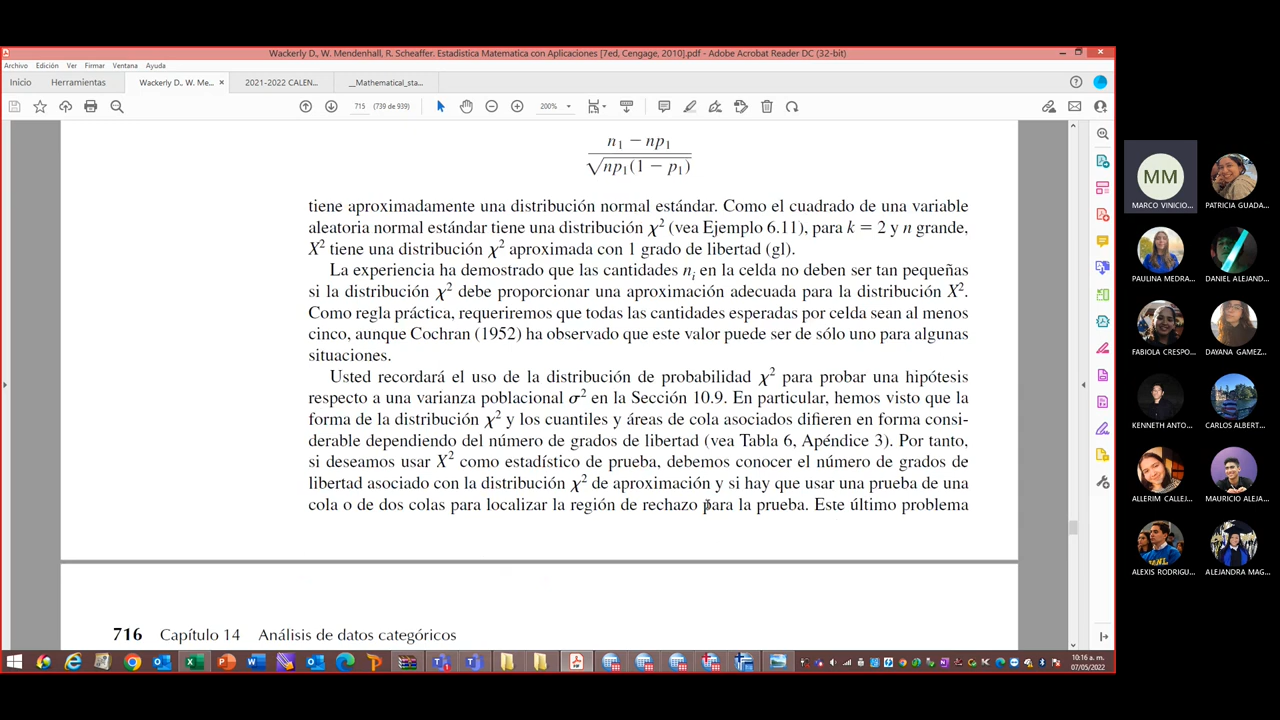 Wackerly D., W. Mendenhall, R. Scheaffer. Estadistica Matematica con Aplicaciones [7ed, Cengage, 2010].pdf - Adobe Acrobat Reader DC (32-bit)
Archivo Edición Ver Firmar Ventana Ayuda
Inicio Herramientas Wackerly D., W. Me... × 2021-2022 CALEN... __Mathematical_sta...
715 (739 de 939) 200%
n₁ − np₁
√np₁(1 − p₁)
tiene aproximadamente una distribución normal estándar. Como el cuadrado de una variable
aleatoria normal estándar tiene una distribución χ² (vea Ejemplo 6.11), para k = 2 y n grande,
X² tiene una distribución χ² aproximada con 1 grado de libertad (gl).
La experiencia ha demostrado que las cantidades nᵢ en la celda no deben ser tan pequeñas
si la distribución χ² debe proporcionar una aproximación adecuada para la distribución X².
Como regla práctica, requeriremos que todas las cantidades esperadas por celda sean al menos
cinco, aunque Cochran (1952) ha observado que este valor puede ser de sólo uno para algunas
situaciones.
Usted recordará el uso de la distribución de probabilidad χ² para probar una hipótesis
respecto a una varianza poblacional σ² en la Sección 10.9. En particular, hemos visto que la
forma de la distribución χ² y los cuantiles y áreas de cola asociados difieren en forma consi-
derable dependiendo del número de grados de libertad (vea Tabla 6, Apéndice 3). Por tanto,
si deseamos usar X² como estadístico de prueba, debemos conocer el número de grados de
libertad asociado con la distribución χ² de aproximación y si hay que usar una prueba de una
cola o de dos colas para localizar la región de rechazo para la prueba. Este último problema
716 Capítulo 14 Análisis de datos categóricos
10:16 a. m.
07/05/2022
MM
MARCO VINICIO... PATRICIA GUADA...
PAULINA MEDRA... DANIEL ALEJAND...
FABIOLA CRESPO... DAYANA GAMEZ...
KENNETH ANTO... CARLOS ALBERT...
ALLERIM CALLEJ... MAURICIO ALEJA...
ALEXIS RODRIGU... ALEJANDRA MAG...